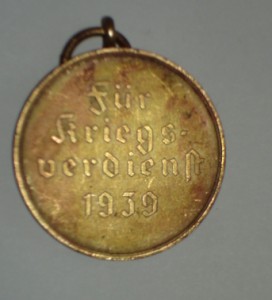 Für
Kriegs-
verdienſt
1939